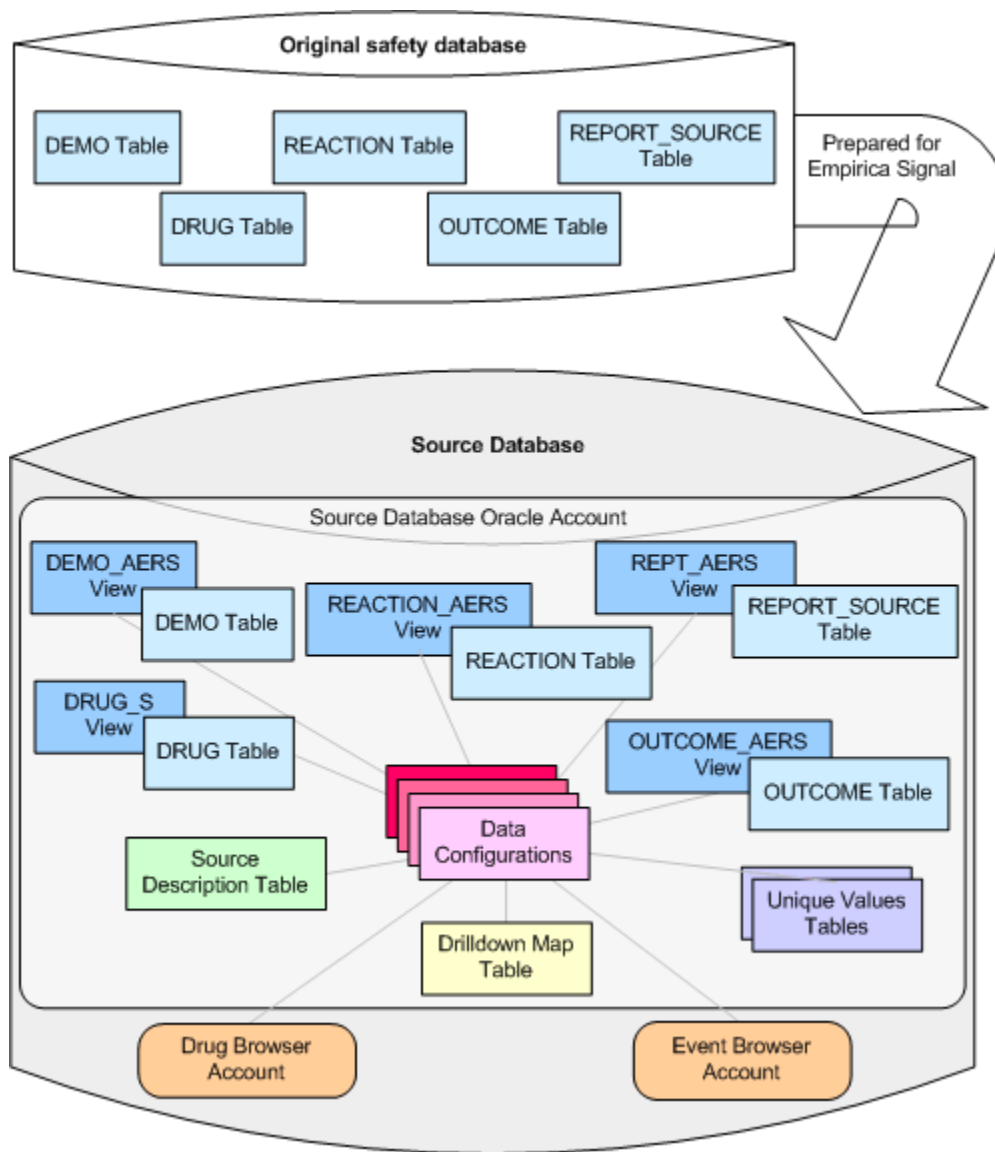 Original safety database
DEMO Table
REACTION Table
REPORT_SOURCE
Table
DRUG Table
OUTCOME Table
Prepared for
Empirica Signal
Source Database
Source Database Oracle Account
DEMO_AERS
View
DEMO Table
REACTION_AERS
View
REACTION Table
REPT_AERS
View
REPORT_SOURCE
Table
DRUG_S
View
DRUG Table
OUTCOME_AERS
View
OUTCOME Table
Data
Configurations
Source
Description Table
Unique Values
Tables
Drilldown Map
Table
Drug Browser
Account
Event Browser
Account